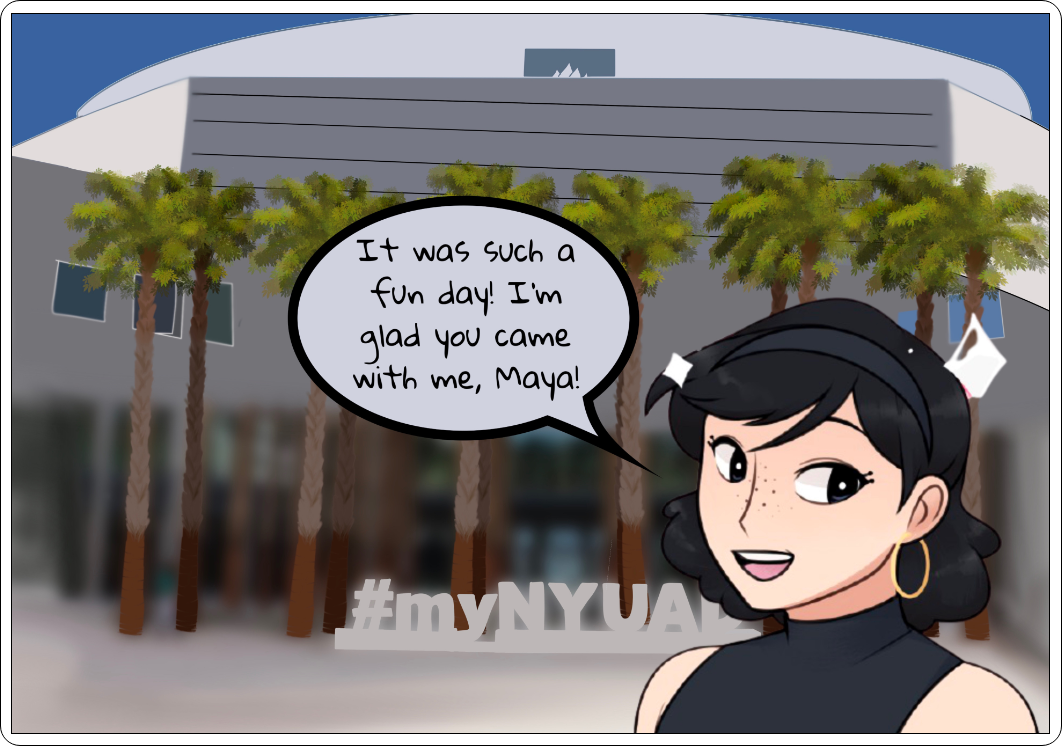 It was such a
fun day! I'm
glad you came
with me, Maya!
#myNYUAD